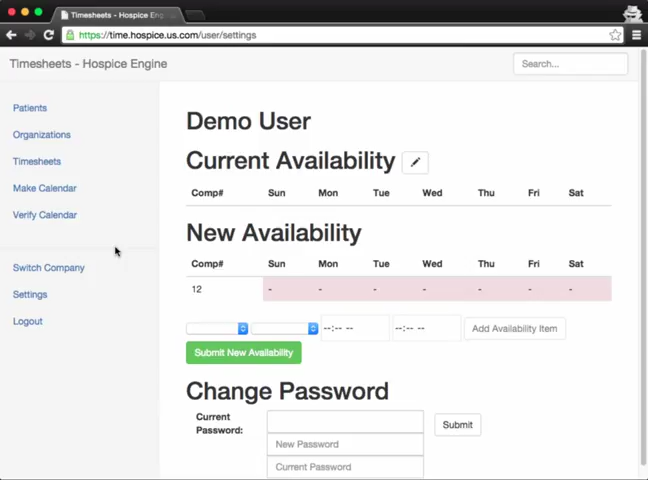 Timesheets - Hospice Eng
https://time.hospice.us.com/user/settings
Timesheets - Hospice Engine
Search...
Patients
Organizations
Timesheets
Make Calendar
Verify Calendar
Switch Company
Settings
Logout
Demo User
Current Availability
Comp# Sun Mon Tue Wed Thu Fri Sat
New Availability
Comp# Sun Mon Tue Wed Thu Fri Sat
12 - - - - - - -
--:-- -- --:-- -- Add Availability Item
Submit New Availability
Change Password
Current Password: Submit
New Password
Current Password